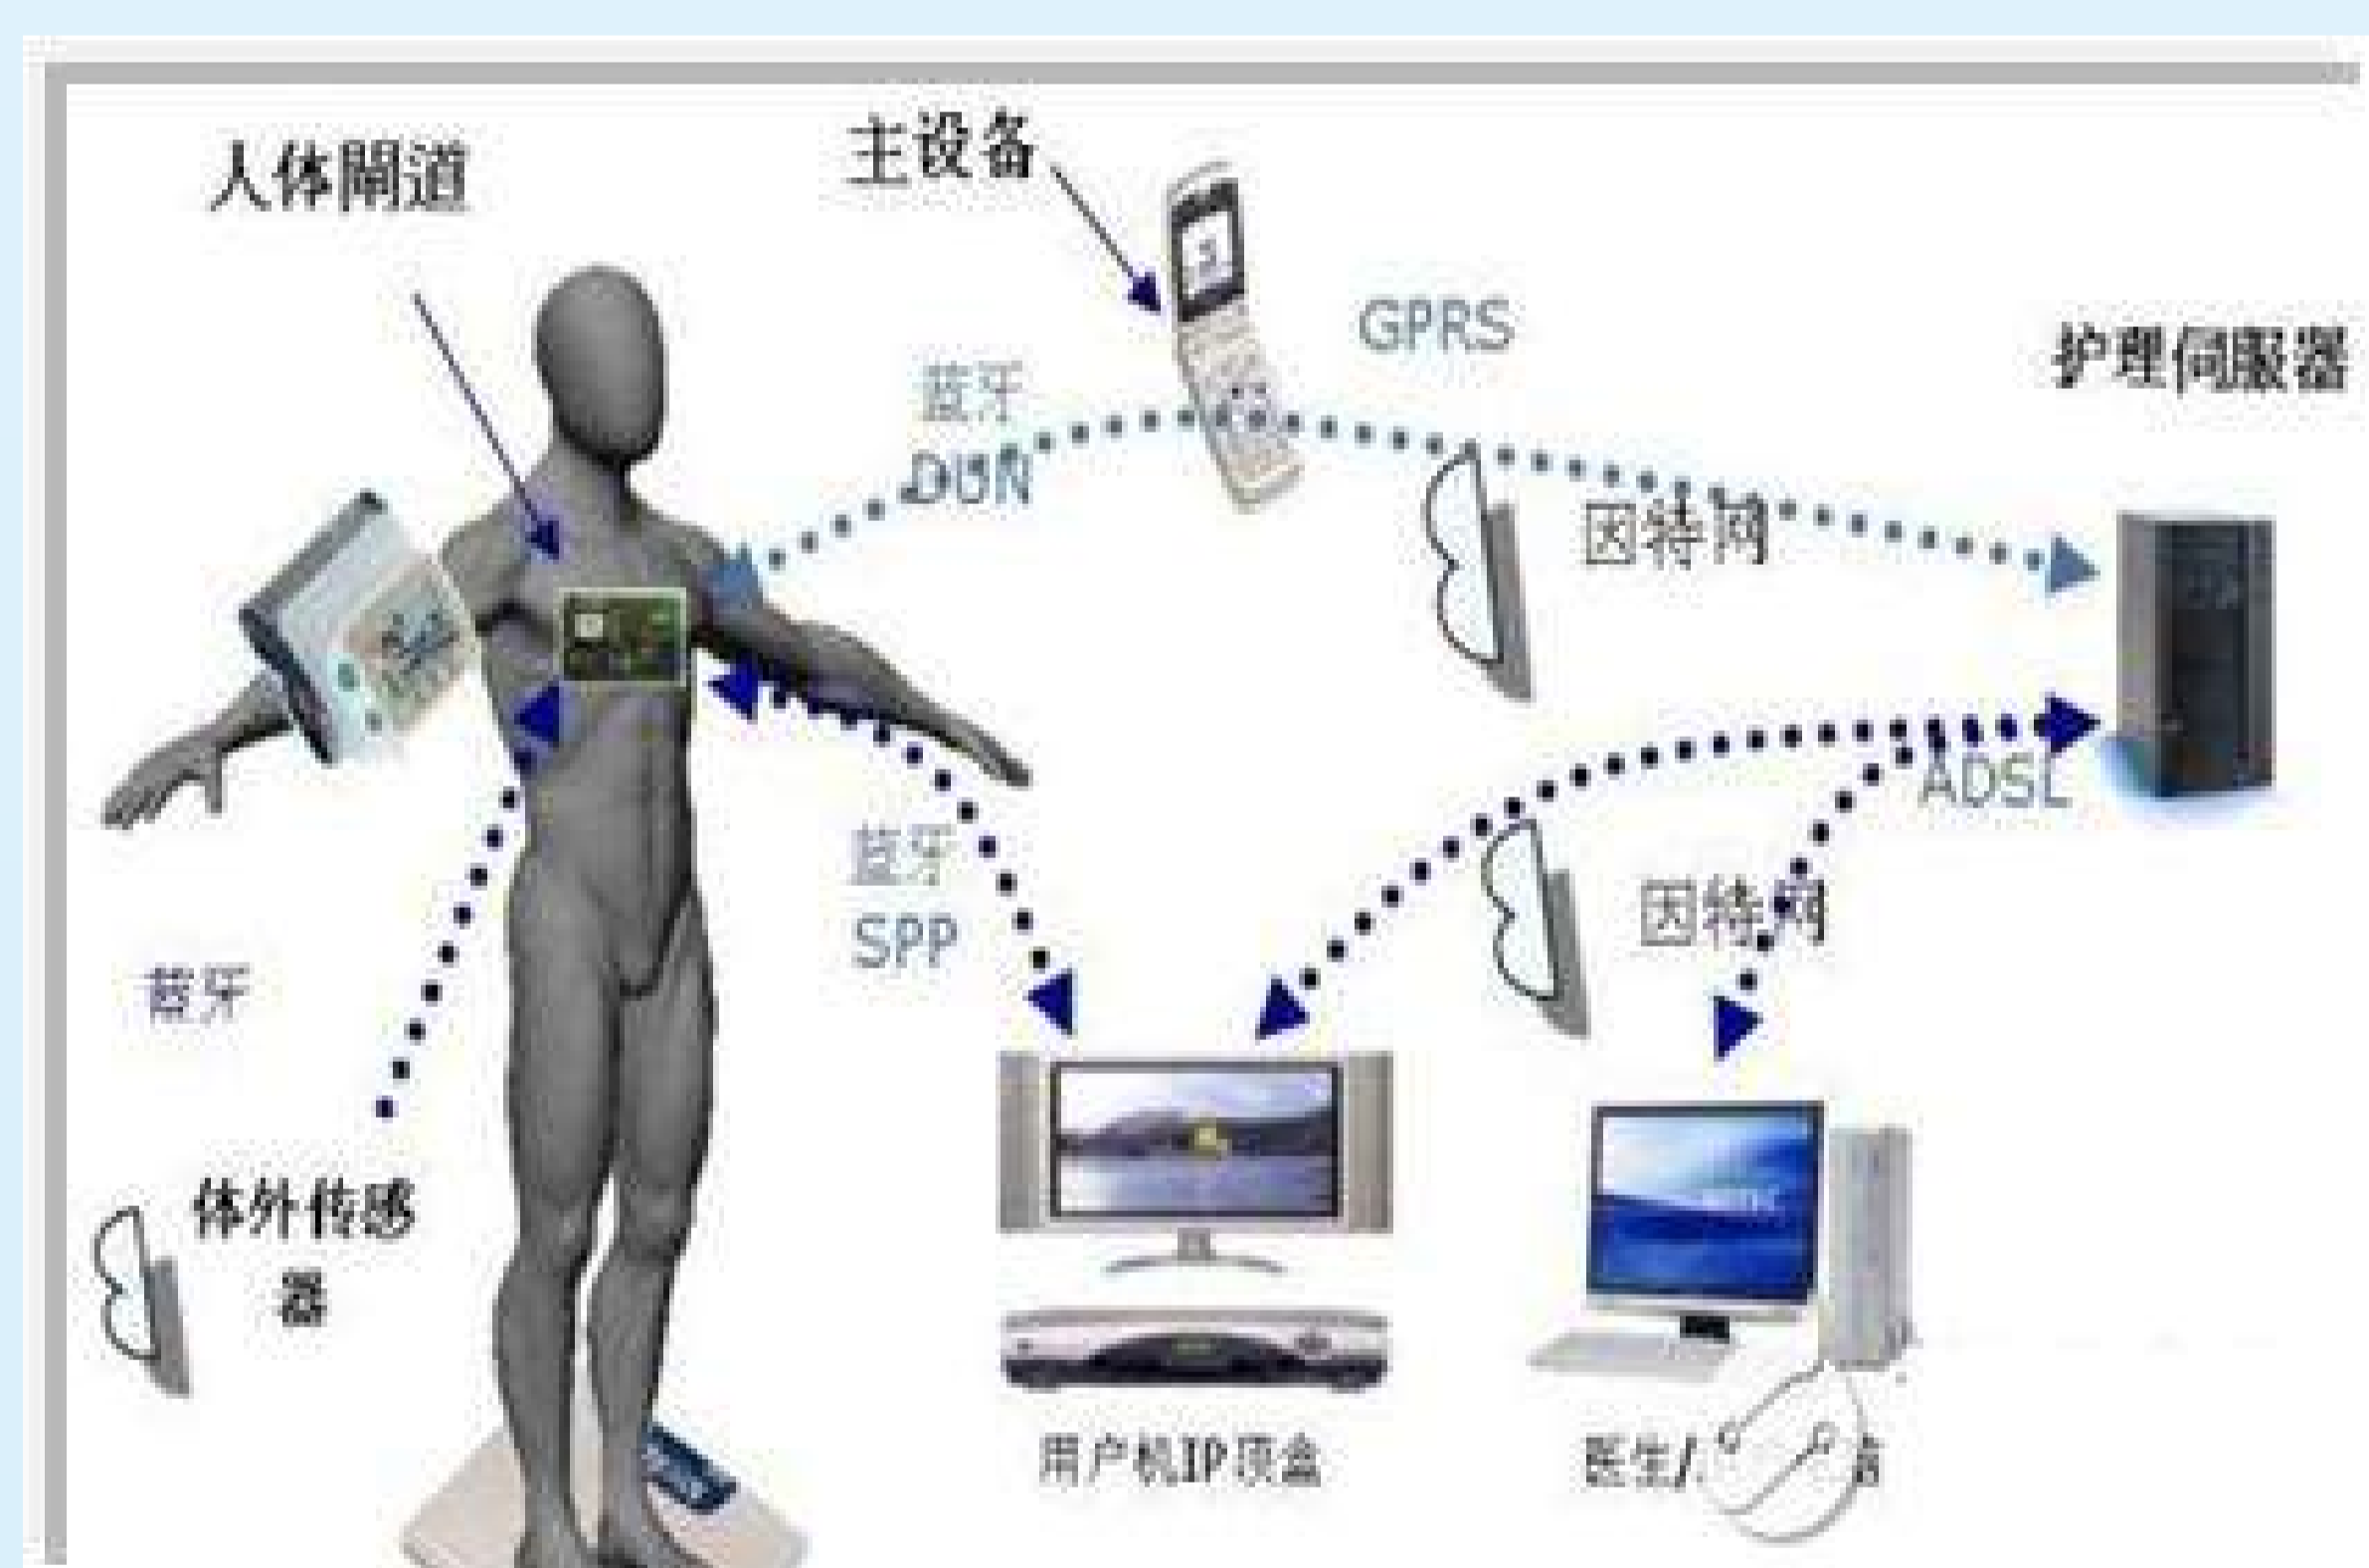 人体閘道
主设备
GPRS
护理伺服器
蓝牙
DUN
因特网
ADSL
蓝牙
SPP
因特网
蓝牙
体外传感
器
用户机IP顶盒
医生/